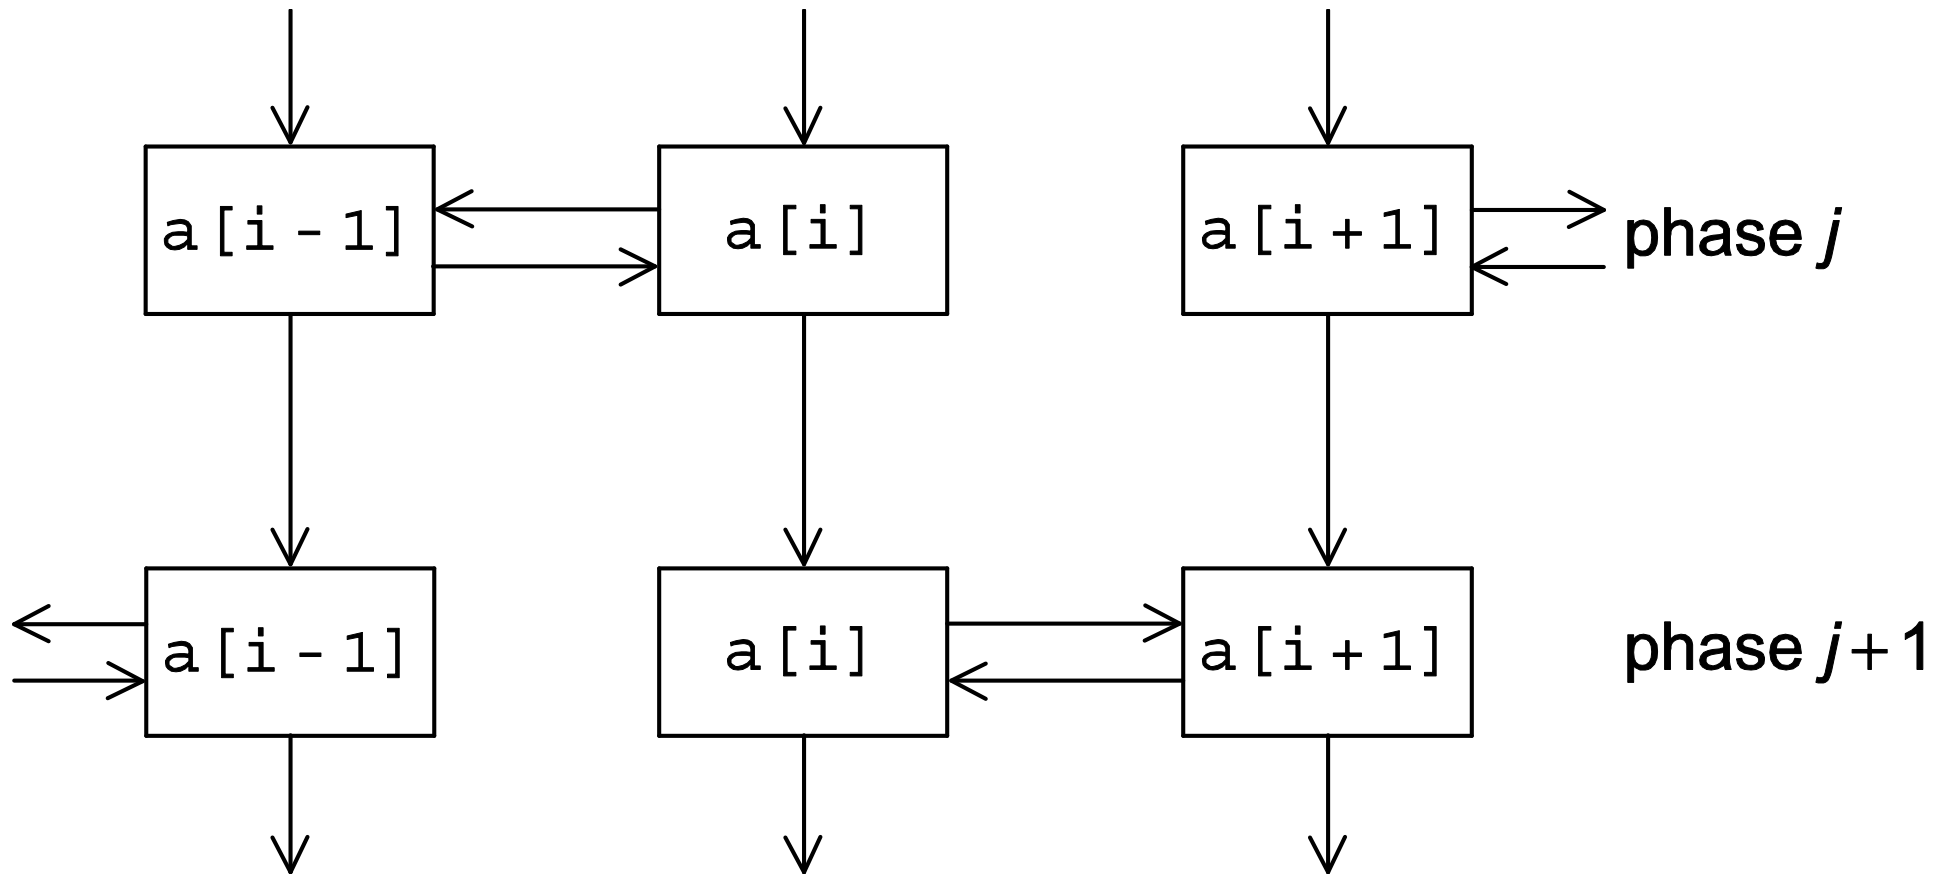 a[i-1] a[i] a[i+1] phase j
a[i-1] a[i] a[i+1] phase j+1